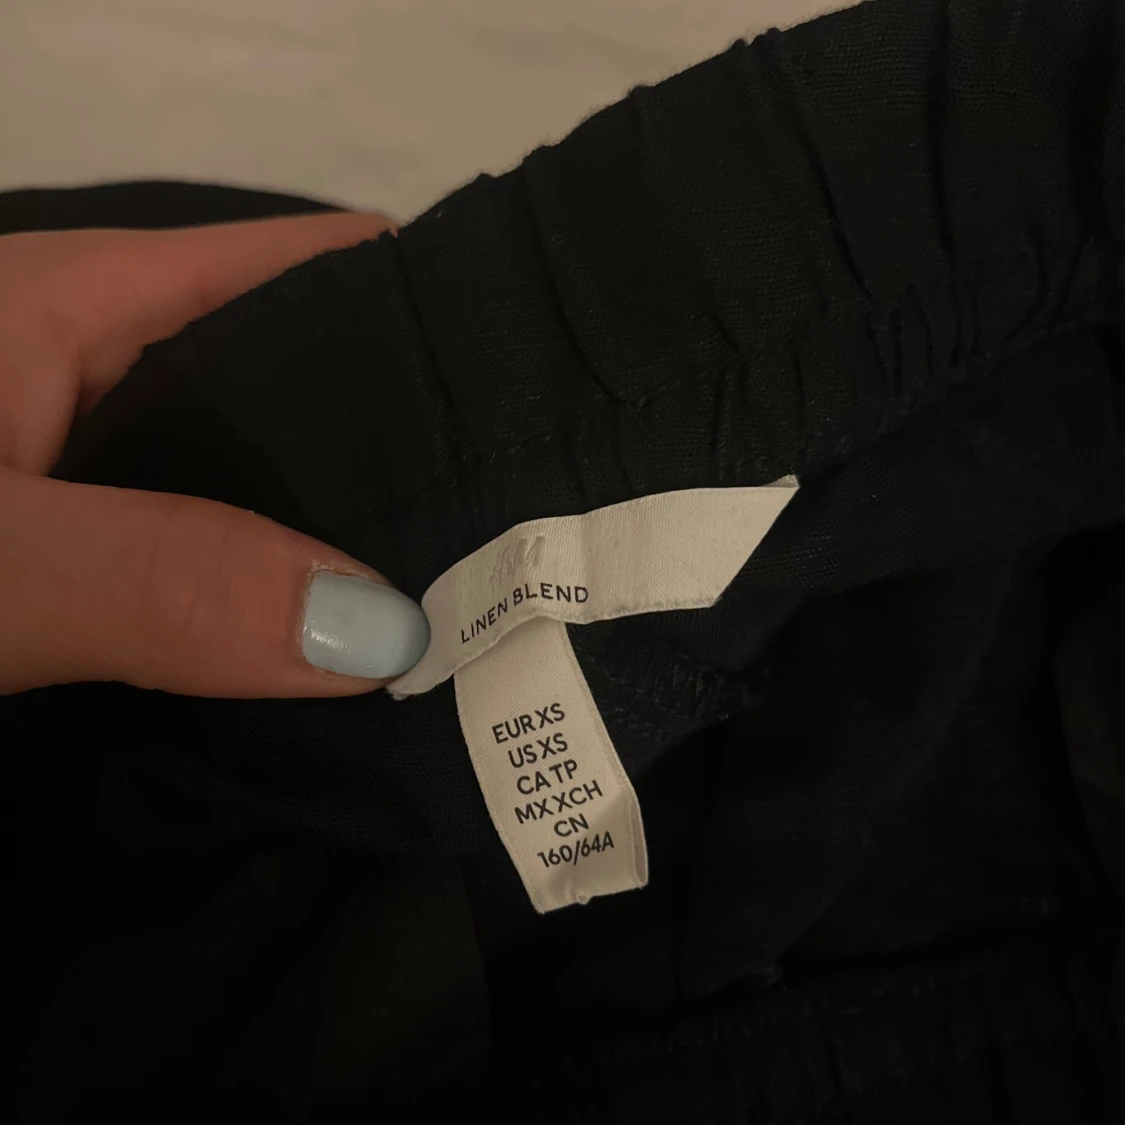 H&M
LINEN BLEND
EUR XS
US XS
CA TP
MX XCH
CN
160/64A